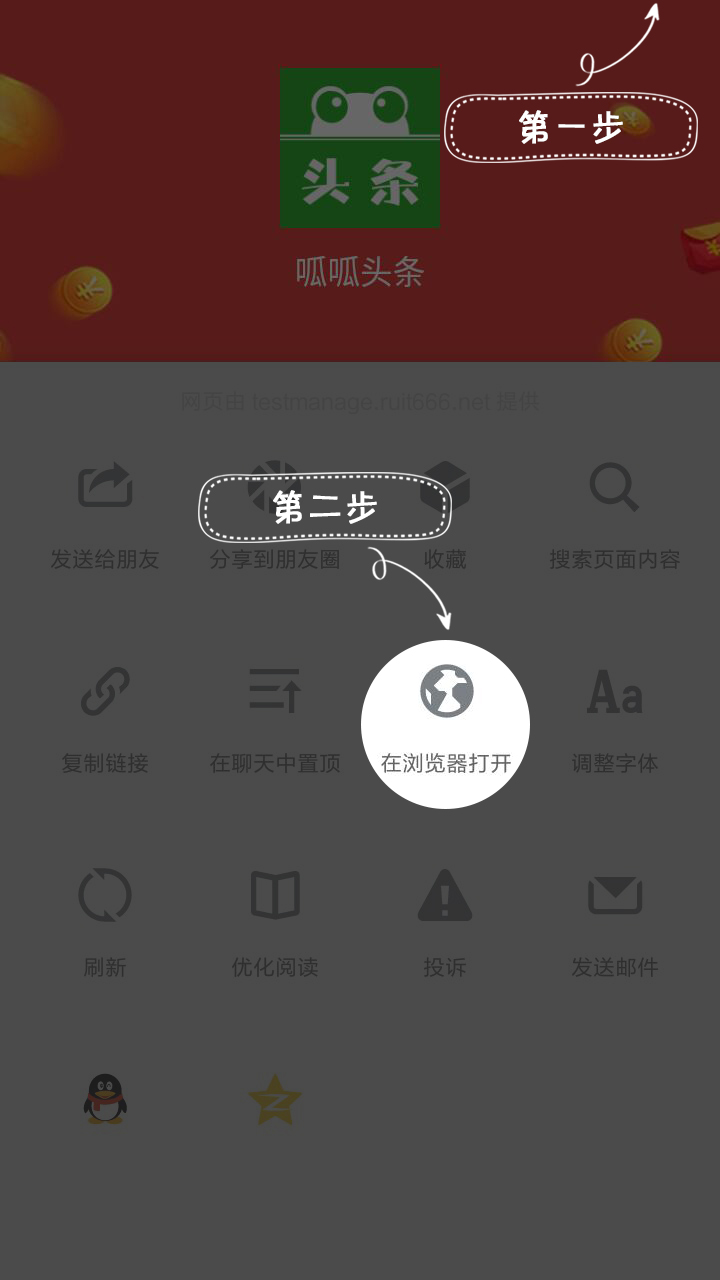 第一步
头条
呱呱头条
网页由 testmanage.ruit666.net 提供
第二步
发送给朋友
分享到朋友圈
收藏
搜索页面内容
复制链接
在聊天中置顶
在浏览器打开
Aa
调整字体
刷新
优化阅读
投诉
发送邮件